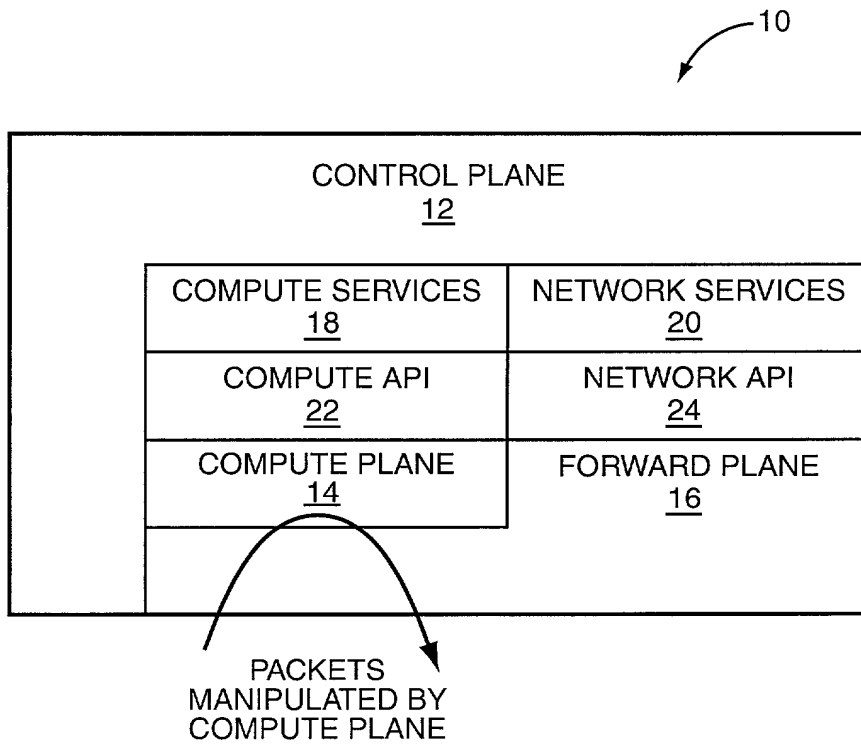 10
CONTROL PLANE
12
COMPUTE SERVICES
18
NETWORK SERVICES
20
COMPUTE API
22
NETWORK API
24
COMPUTE PLANE
14
FORWARD PLANE
16
PACKETS
MANIPULATED BY
COMPUTE PLANE